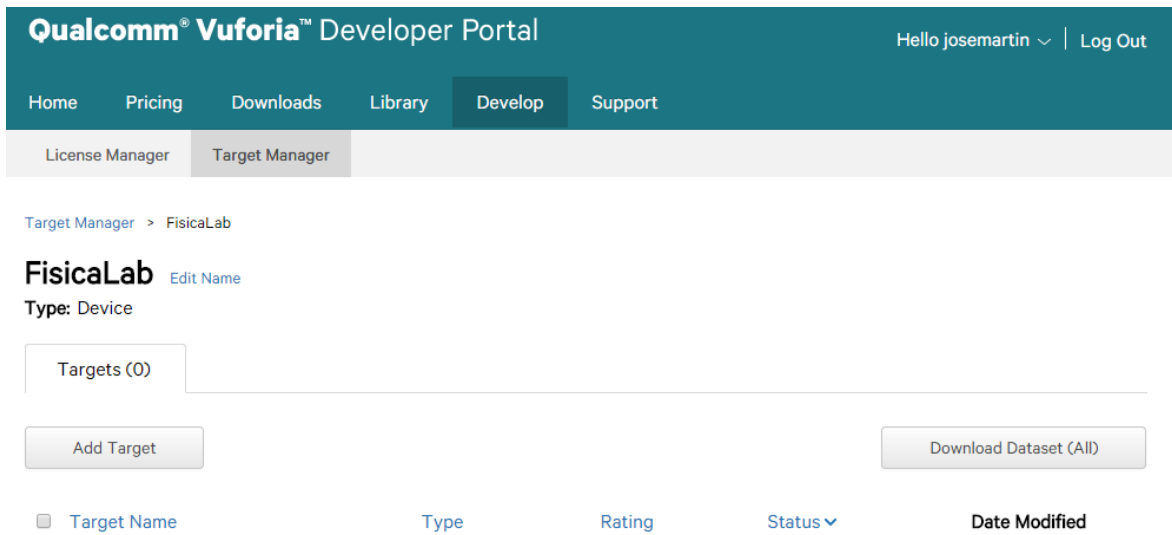 Qualcomm® Vuforia™ Developer Portal
Hello josemartin Log Out
Home Pricing Downloads Library Develop Support
License Manager Target Manager
Target Manager > FisicaLab
FisicaLab Edit Name
Type: Device
Targets (0)
Add Target Download Dataset (All)
Target Name Type Rating Status Date Modified